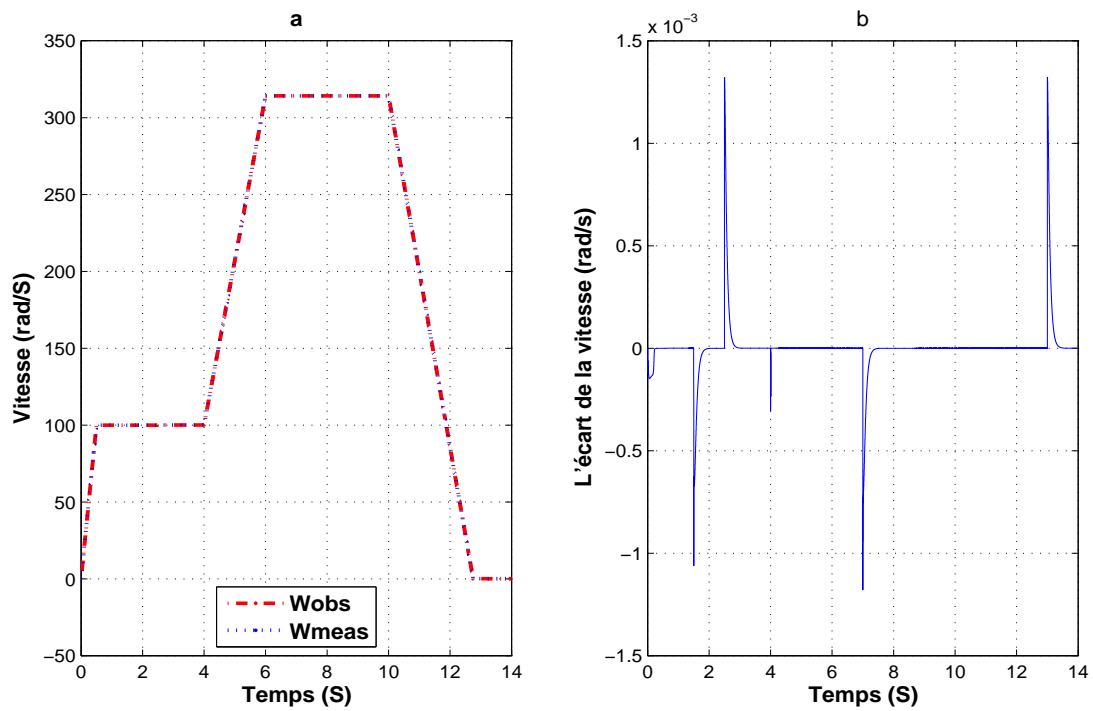 a
350
300
250
200
150
100
50
0
−50
0 2 4 6 8 10 12 14
Vitesse (rad/S)
Temps (S)
Wobs
Wmeas
b
x 10−3
1.5
1
0.5
0
−0.5
−1
−1.5
0 2 4 6 8 10 12 14
L'écart de la vitesse (rad/s)
Temps (S)